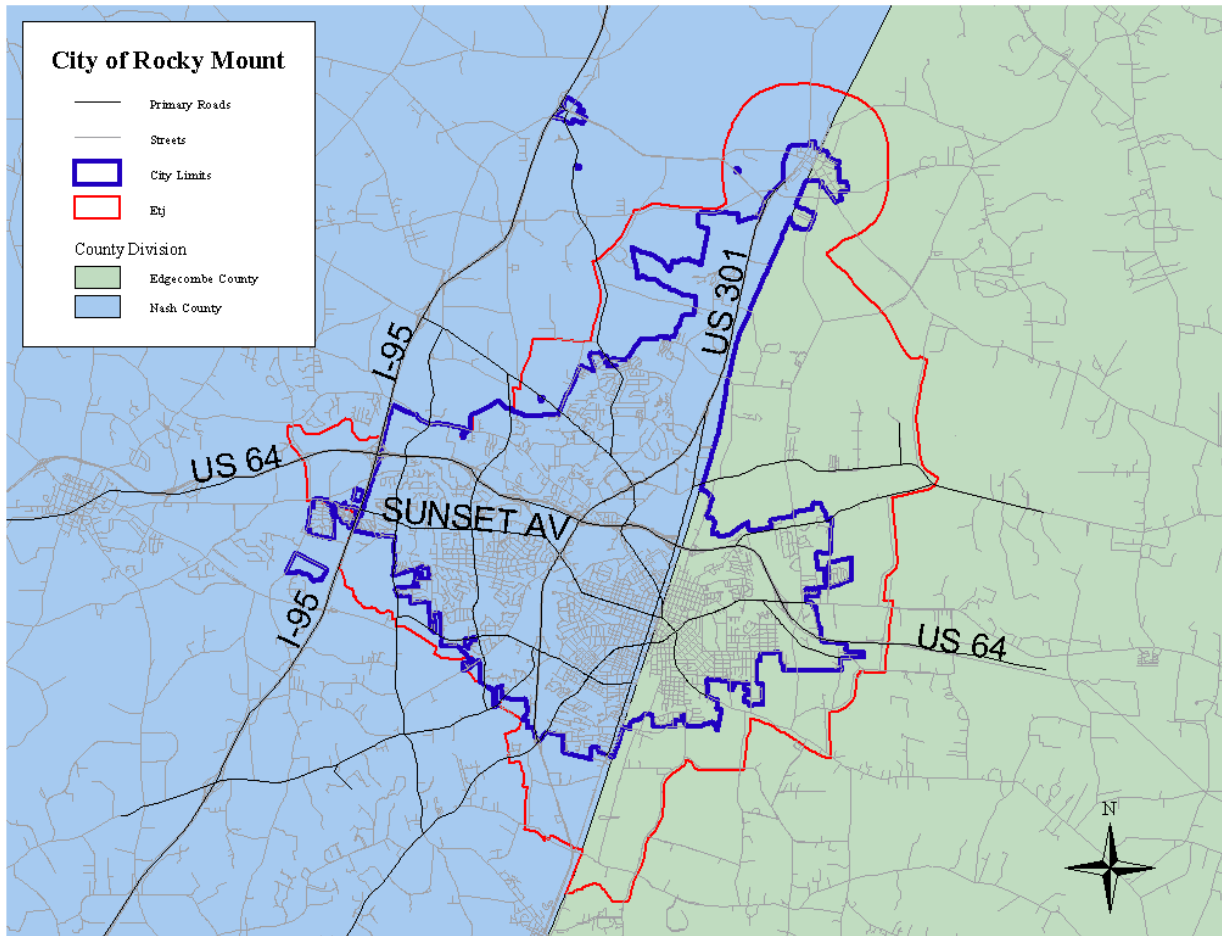 City of Rocky Mount
Primary Roads
Streets
City Limits
Etj
County Division
Edgecombe County
Nash County
US 301
I-95
US 64
SUNSET AV
I-95
US 64
N